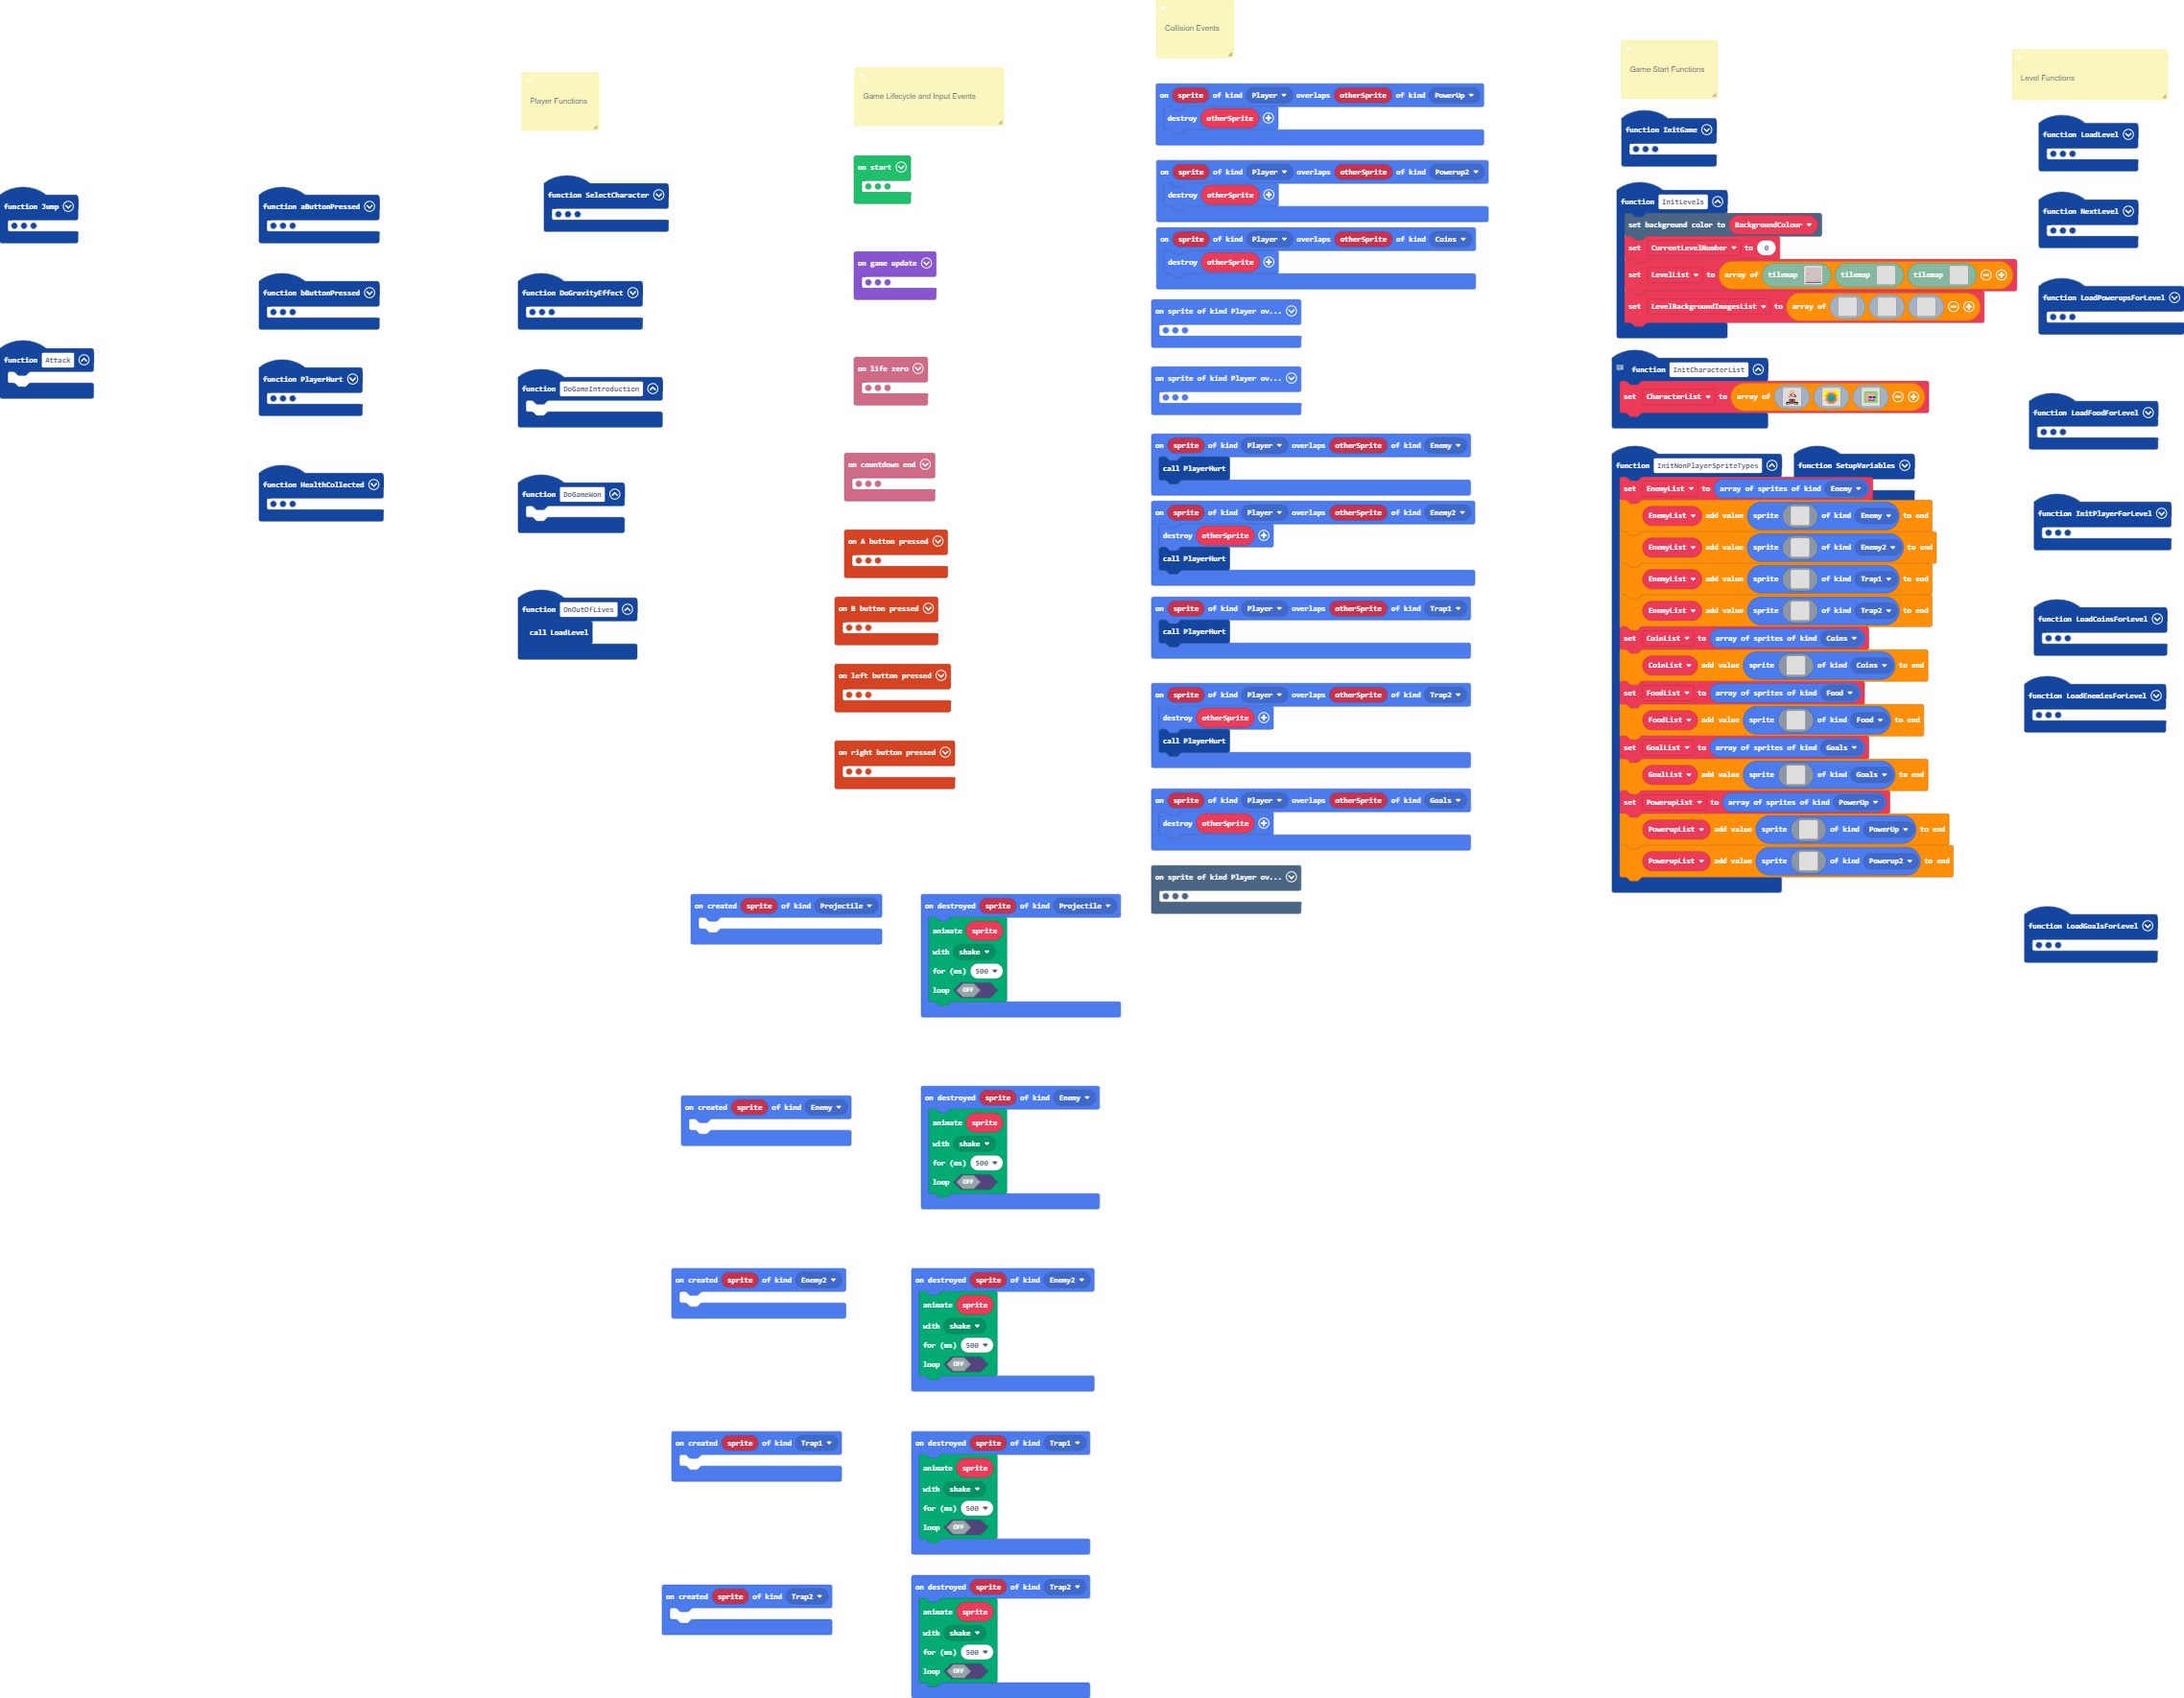 Player Functions
function Jump
function Attack
function aButtonPressed
function bButtonPressed
function PlayerHurt
function HealthCollected
function SelectCharacter
function DoGravityEffect
function DoGameIntroduction
function DoGameWon
function OnOutOfLives
call LoadLevel
Game Lifecycle and Input Events
on start
on game update
on life zero
on countdown end
on A button pressed
on B button pressed
on left button pressed
on right button pressed
on created sprite of kind Projectile
on destroyed sprite of kind Projectile
animate sprite
with shake
for (ms) 500
loop OFF
on created sprite of kind Enemy
on destroyed sprite of kind Enemy
animate sprite
with shake
for (ms) 500
loop OFF
on created sprite of kind Enemy2
on destroyed sprite of kind Enemy2
animate sprite
with shake
for (ms) 500
loop OFF
on created sprite of kind Trap1
on destroyed sprite of kind Trap1
animate sprite
with shake
for (ms) 500
loop OFF
on created sprite of kind Trap2
on destroyed sprite of kind Trap2
animate sprite
with shake
for (ms) 500
loop OFF
Collision Events
on sprite of kind Player overlaps otherSprite of kind PowerUp
destroy otherSprite
on sprite of kind Player overlaps otherSprite of kind Powerup2
destroy otherSprite
on sprite of kind Player overlaps otherSprite of kind Coins
destroy otherSprite
on sprite of kind Player ov...
on sprite of kind Player ov...
on sprite of kind Player overlaps otherSprite of kind Enemy
call PlayerHurt
on sprite of kind Player overlaps otherSprite of kind Enemy2
destroy otherSprite
call PlayerHurt
on sprite of kind Player overlaps otherSprite of kind Trap1
call PlayerHurt
on sprite of kind Player overlaps otherSprite of kind Trap2
destroy otherSprite
call PlayerHurt
on sprite of kind Player overlaps otherSprite of kind Goals
destroy otherSprite
on sprite of kind Player ov...
Game Start Functions
function InitGame
function InitLevels
set background color to BackgroundColour
set CurrentLevelNumber to 0
set LevelList to array of tilemap tilemap tilemap
set LevelBackgroundImagesList to array of
function InitCharacterList
set CharacterList to array of
function InitNonPlayerSpriteTypes
function SetupVariables
set EnemyList to array of sprites of kind Enemy
EnemyList add value sprite of kind Enemy to end
EnemyList add value sprite of kind Enemy2 to end
EnemyList add value sprite of kind Trap1 to end
EnemyList add value sprite of kind Trap2 to end
set CoinList to array of sprites of kind Coins
CoinList add value sprite of kind Coins to end
set FoodList to array of sprites of kind Food
FoodList add value sprite of kind Food to end
set GoalList to array of sprites of kind Goals
GoalList add value sprite of kind Goals to end
set PowerupList to array of sprites of kind PowerUp
PowerupList add value sprite of kind PowerUp to end
PowerupList add value sprite of kind Powerup2 to end
Level Functions
function LoadLevel
function NextLevel
function LoadPowerupsForLevel
function LoadFoodForLevel
function InitPlayerForLevel
function LoadCoinsForLevel
function LoadEnemiesForLevel
function LoadGoalsForLevel